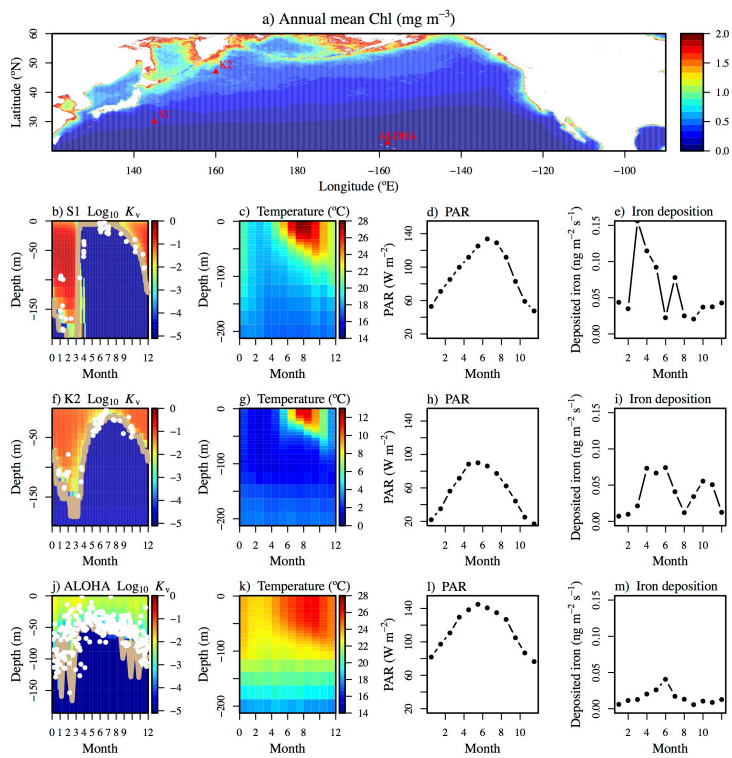 a) Annual mean Chl (mg m⁻³)
Latitude (ºN)
60
50
40
30
K2
S1
ALOHA
140 160 −180 −160 −140 −120 −100
Longitude (ºE)
2.0
1.5
1.0
0.5
0.0
b) S1 Log₁₀ Kᵥ
Depth (m)
0
−50
−150
0 1 2 3 4 5 6 7 8 9 12
Month
0
−1
−2
−3
−4
−5
c) Temperature (ºC)
Depth (m)
0
−50
−100
−200
0 2 4 6 8 10 12
Month
28
26
24
22
20
18
16
14
d) PAR
PAR (W m⁻²)
140
100
60
20
2 4 6 8 10
Month
e) Iron deposition
Deposited iron (ng m⁻² s⁻¹)
0.15
0.10
0.05
0.00
2 4 6 8 10
Month
f) K2 Log₁₀ Kᵥ
Depth (m)
0
−50
−150
0 1 2 3 4 5 6 7 8 9 12
Month
0
−1
−2
−3
−4
−5
g) Temperature (ºC)
Depth (m)
0
−50
−100
−200
0 2 4 6 8 10 12
Month
12
10
8
6
4
2
0
h) PAR
PAR (W m⁻²)
140
100
60
20
2 4 6 8 10
Month
i) Iron deposition
Deposited iron (ng m⁻² s⁻¹)
0.15
0.10
0.05
0.00
2 4 6 8 10
Month
j) ALOHA Log₁₀ Kᵥ
Depth (m)
0
−50
−100
−150
0 1 2 3 4 5 6 7 8 9 12
Month
0
−1
−2
−3
−4
−5
k) Temperature (ºC)
Depth (m)
0
−50
−100
−200
0 2 4 6 8 10 12
Month
28
26
24
22
20
18
16
14
l) PAR
PAR (W m⁻²)
140
100
60
20
2 4 6 8 10
Month
m) Iron deposition
Deposited iron (ng m⁻² s⁻¹)
0.15
0.10
0.05
0.00
2 4 6 8 10
Month